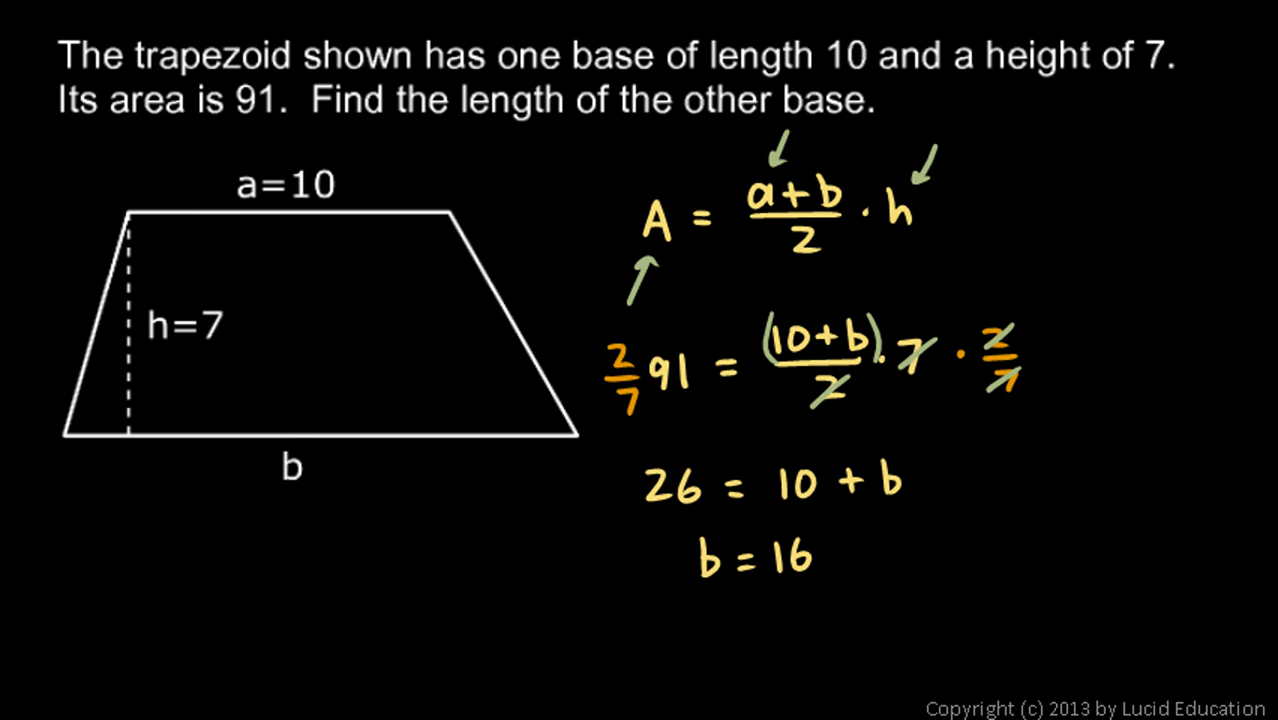 The trapezoid shown has one base of length 10 and a height of 7.
Its area is 91.  Find the length of the other base.
a=10
A = a+b/2 · h
h=7
2/7 91 = (10+b)/2 · 7 · 2/7
b
26 = 10 + b
b = 16
Copyright (c) 2013 by Lucid Education